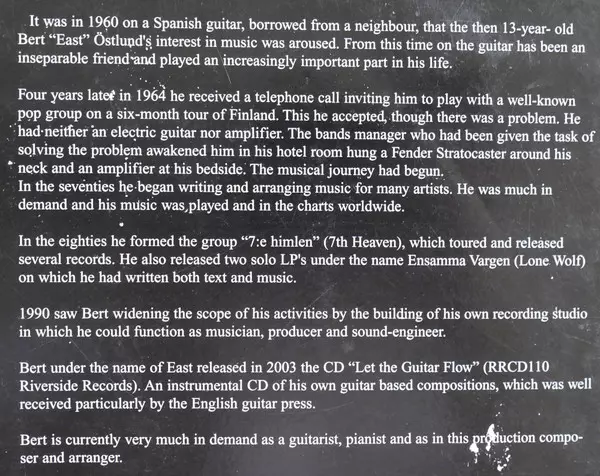 It was in 1960 on a Spanish guitar, borrowed from a neighbour, that the then 13-year- old
Bert “East” Östlund's interest in music was aroused. From this time on the guitar has been an
inseparable friend and played an increasingly important part in his life.
Four years later in 1964 he received a telephone call inviting him to play with a well-known
pop group on a six-month tour of Finland. This he accepted, though there was a problem. He
had neither an electric guitar nor amplifier. The bands manager who had been given the task of
solving the problem awakened him in his hotel room hung a Fender Stratocaster around his
neck and an amplifier at his bedside. The musical journey had begun.
In the seventies he began writing and arranging music for many artists. He was much in
demand and his music was played and in the charts worldwide.
In the eighties he formed the group “7:e himlen” (7th Heaven), which toured and released
several records. He also released two solo LP's under the name Ensamma Vargen (Lone Wolf)
on which he had written both text and music.
1990 saw Bert widening the scope of his activities by the building of his own recording studio
in which he could function as musician, producer and sound-engineer.
Bert under the name of East released in 2003 the CD “Let the Guitar Flow” (RRCD110
Riverside Records). An instrumental CD of his own guitar based compositions, which was well
received particularly by the English guitar press.
Bert is currently very much in demand as a guitarist, pianist and as in this production compo-
ser and arranger.